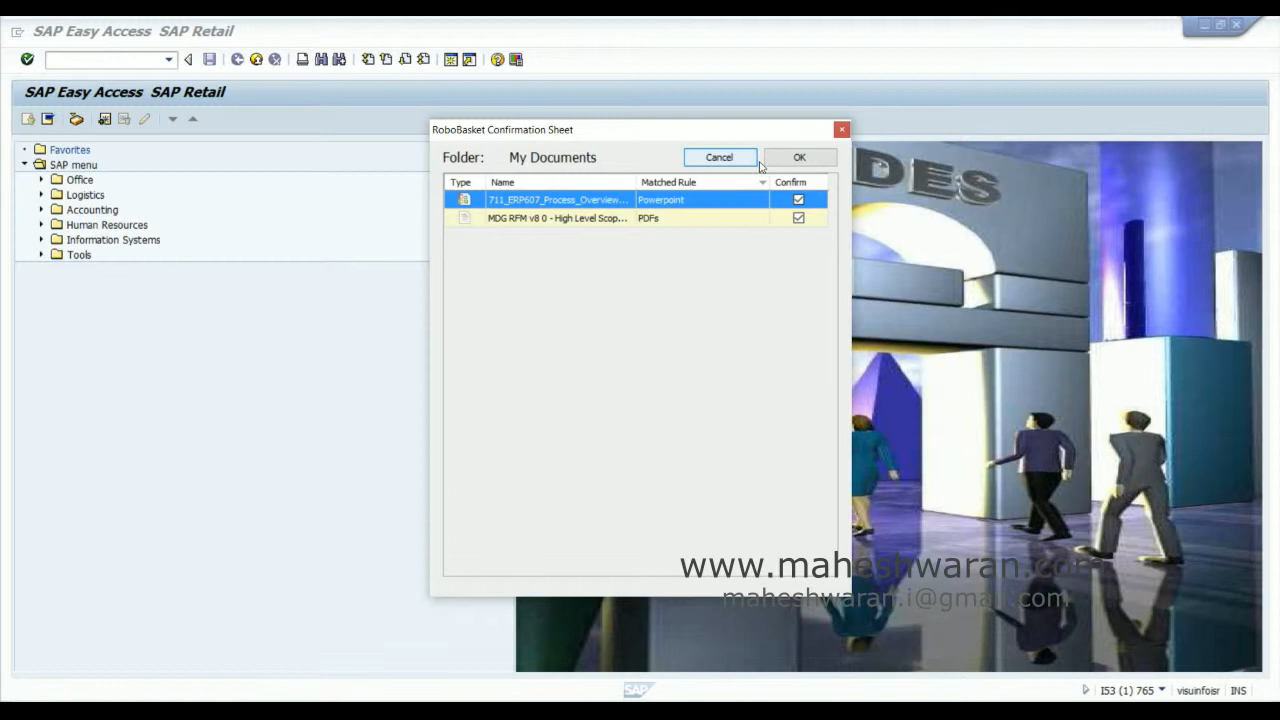 SAP Easy Access SAP Retail
SAP Easy Access SAP Retail
Favorites
SAP menu
Office
Logistics
Accounting
Human Resources
Information Systems
Tools
RoboBasket Confirmation Sheet
Folder: My Documents
Cancel OK
Type Name Matched Rule Confirm
711_ERP607_Process_Overview... Powerpoint
MDG RFM v8 0 - High Level Scop... PDFs
DES
www.maheshwaran.com
maheshwaran.i@gmail.com
SAP
I53 (1) 765 visuinfoisr INS